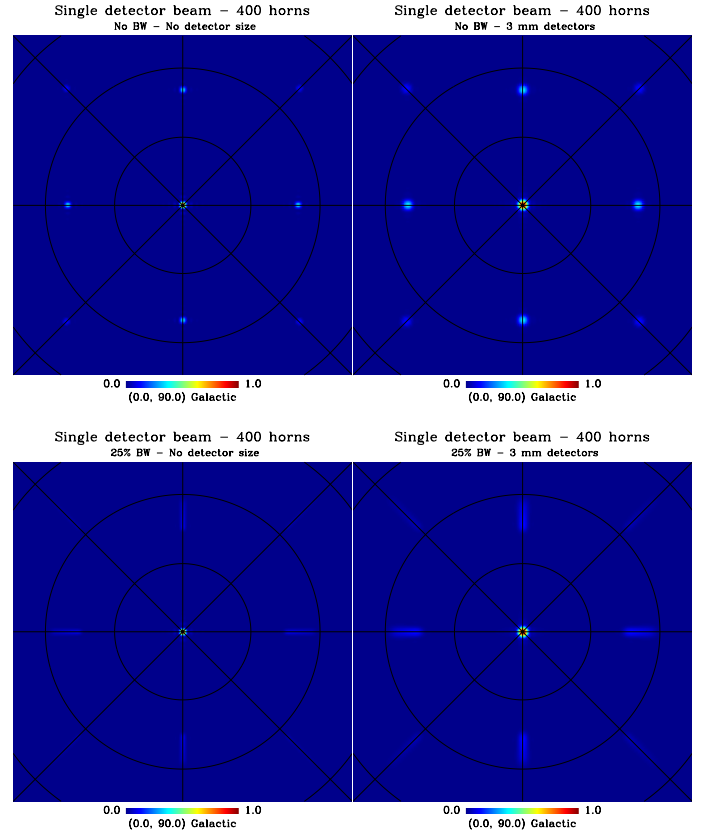 Single detector beam – 400 horns
No BW – No detector size
0.0 1.0
(0.0, 90.0) Galactic
Single detector beam – 400 horns
No BW – 3 mm detectors
0.0 1.0
(0.0, 90.0) Galactic
Single detector beam – 400 horns
25% BW – No detector size
0.0 1.0
(0.0, 90.0) Galactic
Single detector beam – 400 horns
25% BW – 3 mm detectors
0.0 1.0
(0.0, 90.0) Galactic